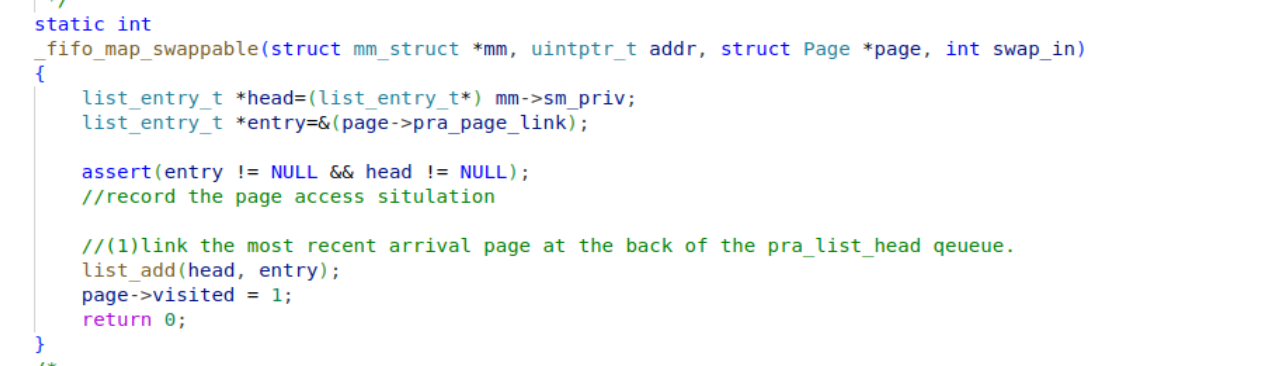 */
static int
_fifo_map_swappable(struct mm_struct *mm, uintptr_t addr, struct Page *page, int swap_in)
{
    list_entry_t *head=(list_entry_t*) mm->sm_priv;
    list_entry_t *entry=&(page->pra_page_link);

    assert(entry != NULL && head != NULL);
    //record the page access situlation

    //(1)link the most recent arrival page at the back of the pra_list_head qeueue.
    list_add(head, entry);
    page->visited = 1;
    return 0;
}
/*